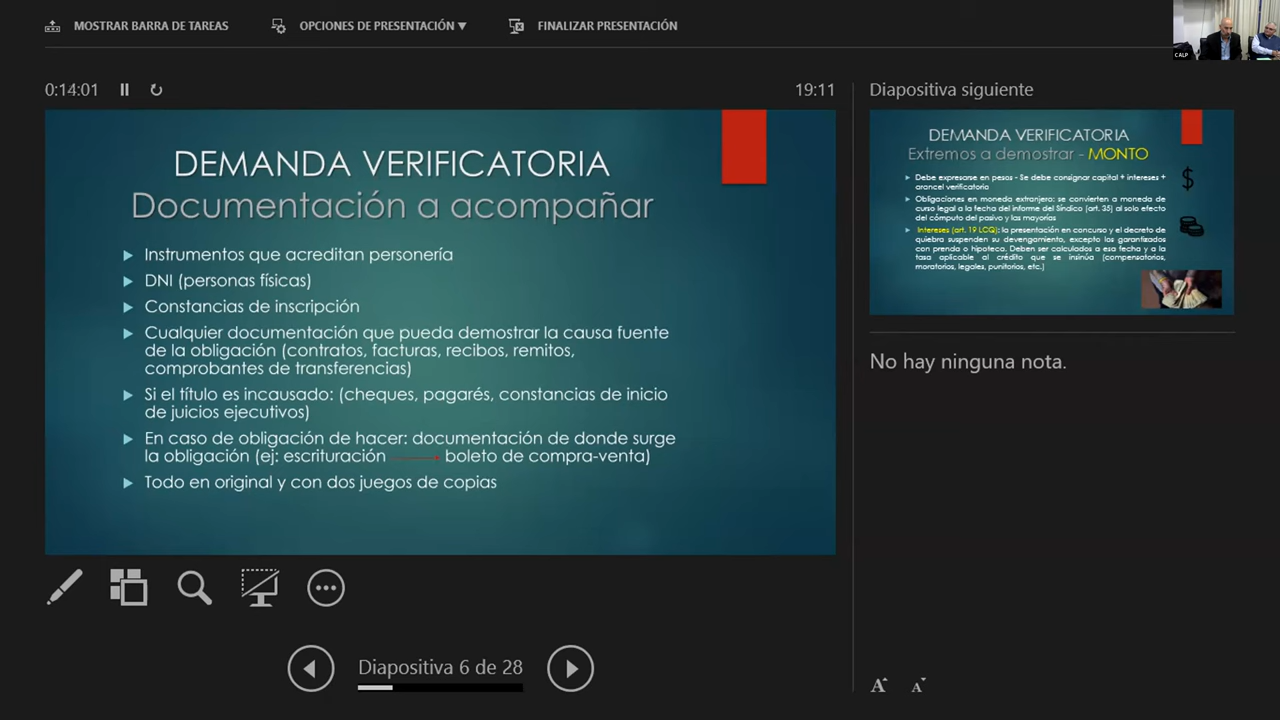 MOSTRAR BARRA DE TAREAS
OPCIONES DE PRESENTACIÓN ▼
FINALIZAR PRESENTACIÓN
CALP
0:14:01
19:11
DEMANDA VERIFICATORIA
Documentación a acompañar
Instrumentos que acreditan personería
DNI (personas físicas)
Constancias de inscripción
Cualquier documentación que pueda demostrar la causa fuente
de la obligación (contratos, facturas, recibos, remitos,
comprobantes de transferencias)
Si el título es incausado: (cheques, pagarés, constancias de inicio
de juicios ejecutivos)
En caso de obligación de hacer: documentación de donde surge
la obligación (ej: escrituración boleto de compra-venta)
Todo en original y con dos juegos de copias
Diapositiva 6 de 28
Diapositiva siguiente
DEMANDA VERIFICATORIA
Extremos a demostrar - MONTO
Debe expresarse en pesos - Se debe consignar capital + intereses +
arancel verificatorio
Obligaciones en moneda extranjera: se convierten a moneda de
curso legal a la fecha del informe del Síndico (art. 35) al solo efecto
del cómputo del pasivo y las mayorías
Intereses (art. 19 LCQ): la presentación en concurso y el decreto de
quiebra suspenden su devengamiento, excepto los garantizados
con prenda o hipoteca. Deben ser calculados a esa fecha y a la
tasa aplicable al crédito que se insinúa (compensatorios,
moratorios, legales, punitorios, etc.)
$
No hay ninguna nota.
A A